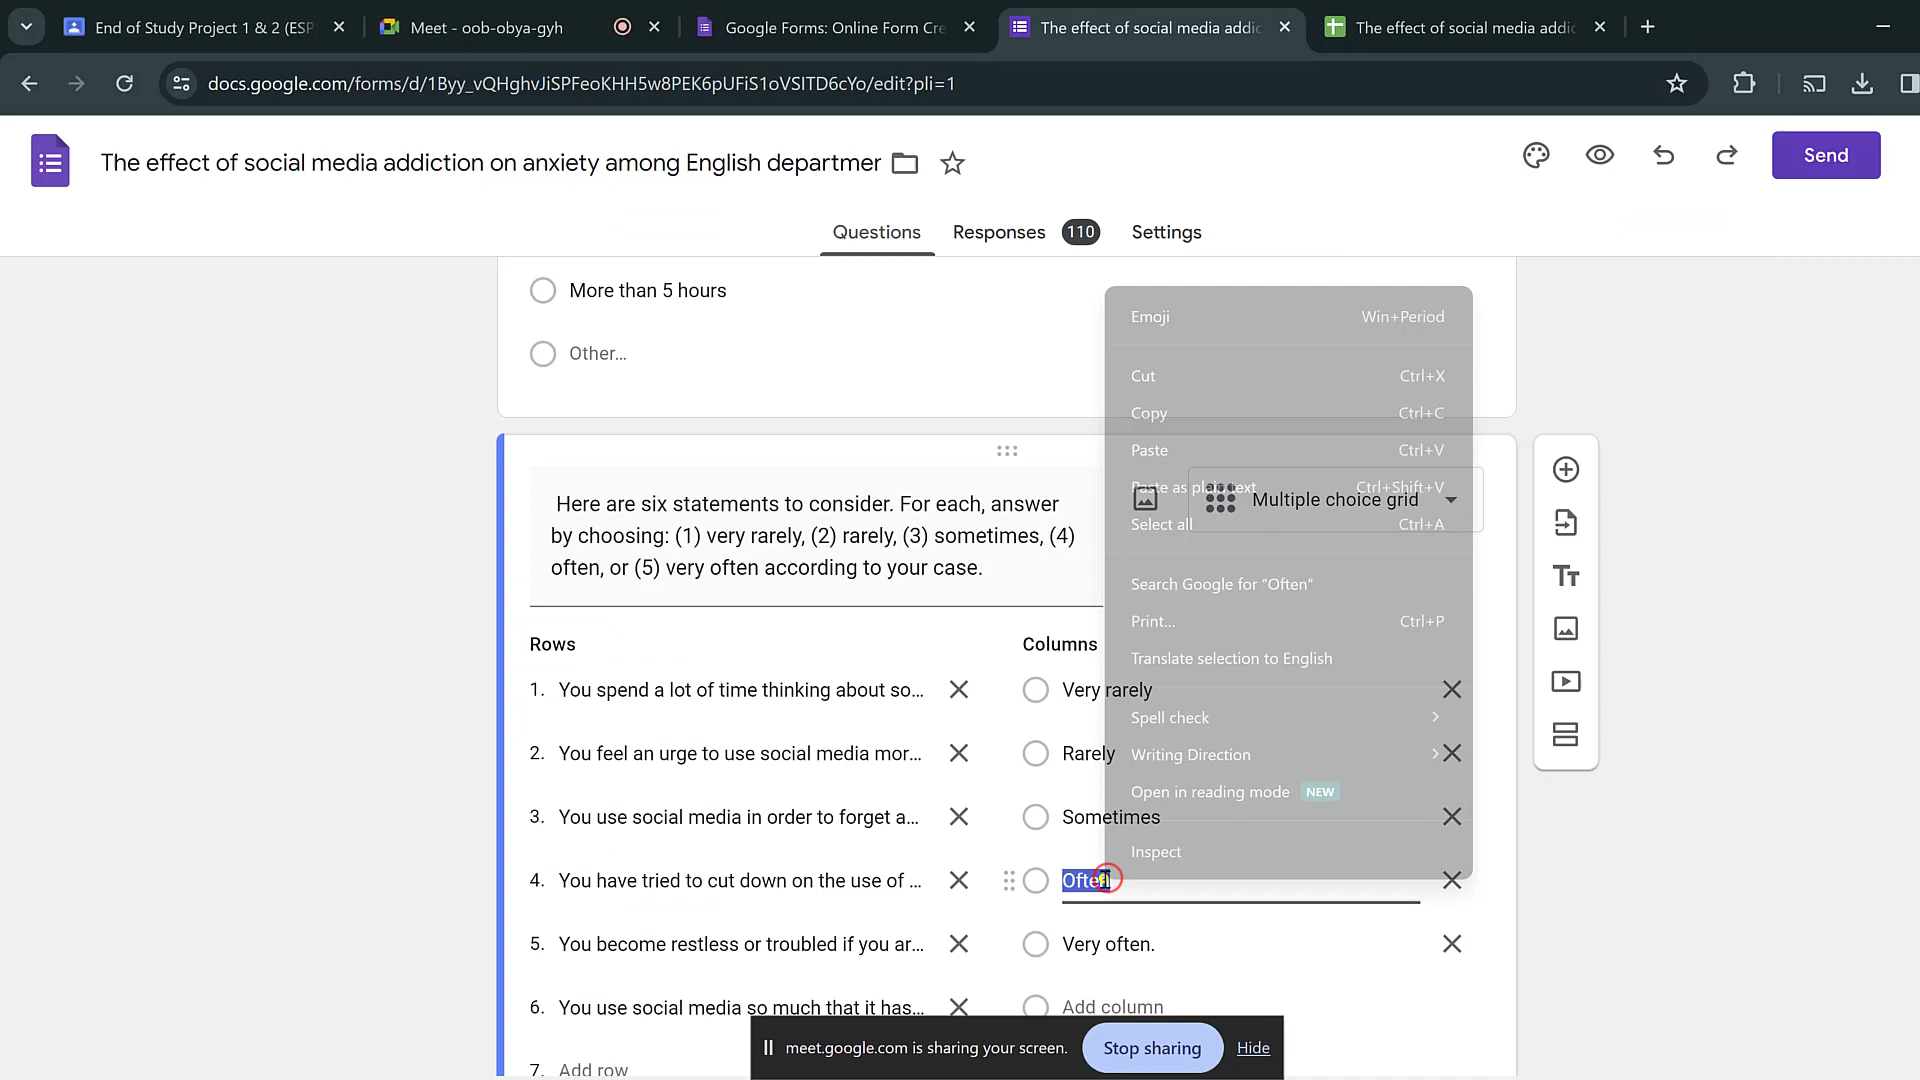 End of Study Project 1 & 2 (ESP
Meet - oob-obya-gyh
Google Forms: Online Form Cre
The effect of social media addic
The effect of social media addic
docs.google.com/forms/d/1Byy_vQHghvJiSPFeoKHH5w8PEK6pUFiS1oVSITD6cYo/edit?pli=1
The effect of social media addiction on anxiety among English departmer
Send
Questions
Responses 110
Settings
More than 5 hours
Other...
Emoji Win+Period
Cut Ctrl+X
Copy Ctrl+C
Paste Ctrl+V
Paste as plain text Ctrl+Shift+V
Multiple choice grid
Select all Ctrl+A
Search Google for “Often”
Print... Ctrl+P
Translate selection to English
Spell check
Writing Direction
Open in reading mode NEW
Inspect
Here are six statements to consider. For each, answer
by choosing: (1) very rarely, (2) rarely, (3) sometimes, (4)
often, or (5) very often according to your case.
Rows
Columns
1. You spend a lot of time thinking about so...
Very rarely
2. You feel an urge to use social media mor...
Rarely
3. You use social media in order to forget a...
Sometimes
4. You have tried to cut down on the use of ...
Often
5. You become restless or troubled if you ar...
Very often.
6. You use social media so much that it has...
Add column
7. Add row
meet.google.com is sharing your screen.
Stop sharing
Hide